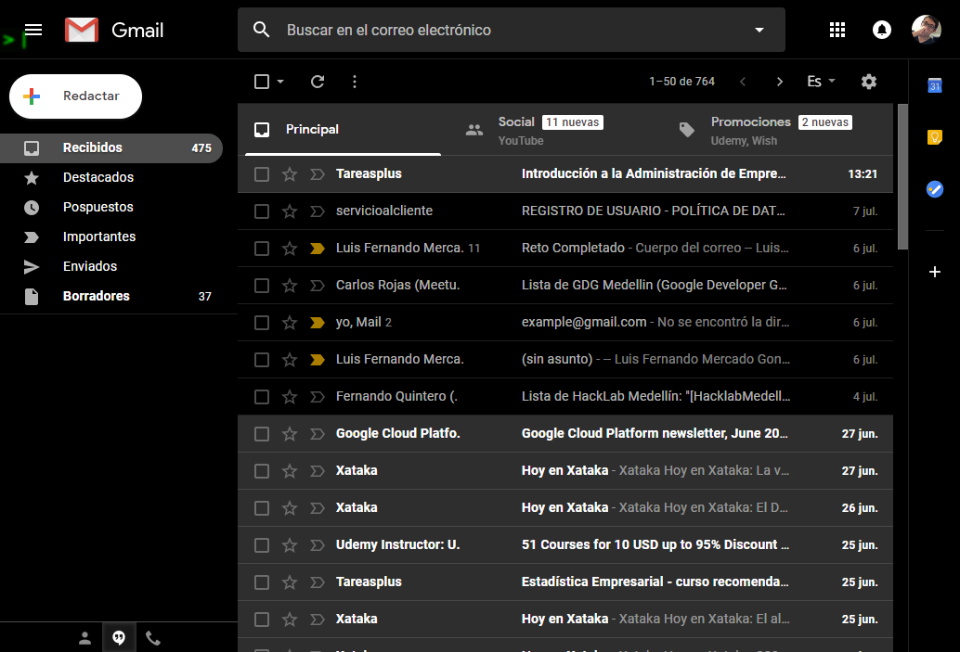 Gmail
Buscar en el correo electrónico
Redactar
1–50 de 764
Es
31
Recibidos 475
Destacados
Pospuestos
Importantes
Enviados
Borradores 37
Principal
Social 11 nuevas
YouTube
Promociones 2 nuevas
Udemy, Wish
Tareasplus Introducción a la Administración de Empre... 13:21
servicioalcliente REGISTRO DE USUARIO - POLÍTICA DE DAT... 7 jul.
Luis Fernando Merca. 11 Reto Completado - Cuerpo del correo -- Luis... 6 jul.
Carlos Rojas (Meetu. Lista de GDG Medellin (Google Developer G... 6 jul.
yo, Mail 2 example@gmail.com - No se encontró la dir... 6 jul.
Luis Fernando Merca. (sin asunto) - -- Luis Fernando Mercado Gon... 6 jul.
Fernando Quintero (. Lista de HackLab Medellín: "[HacklabMedell... 4 jul.
Google Cloud Platfo. Google Cloud Platform newsletter, June 20... 27 jun.
Xataka Hoy en Xataka - Xataka Hoy en Xataka: La v... 27 jun.
Xataka Hoy en Xataka - Xataka Hoy en Xataka: El D... 26 jun.
Udemy Instructor: U. 51 Courses for 10 USD up to 95% Discount ... 25 jun.
Tareasplus Estadística Empresarial - curso recomenda... 25 jun.
Xataka Hoy en Xataka - Xataka Hoy en Xataka: El al... 25 jun.